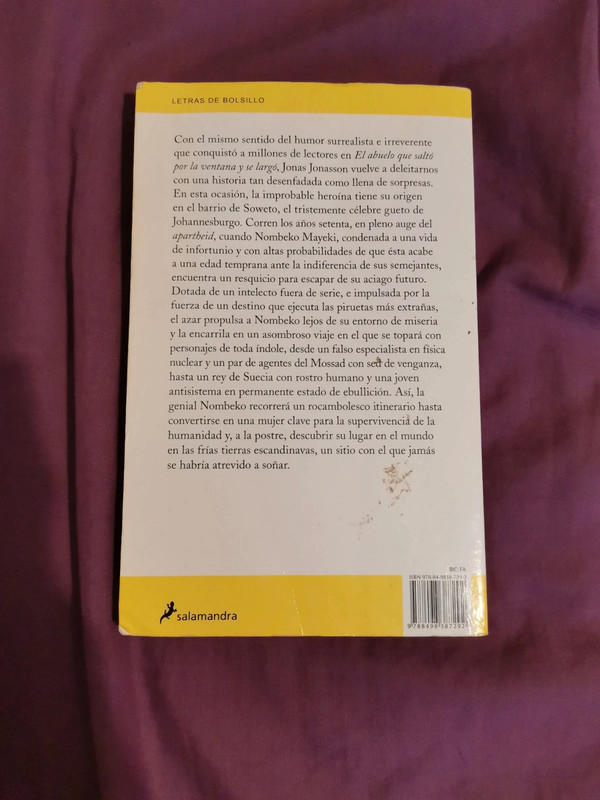 LETRAS DE BOLSILLO
Con el mismo sentido del humor surrealista e irreverente
que conquistó a millones de lectores en El abuelo que saltó
por la ventana y se largó, Jonas Jonasson vuelve a deleitarnos
con una historia tan desenfadada como llena de sorpresas.
En esta ocasión, la improbable heroína tiene su origen
en el barrio de Soweto, el tristemente célebre gueto de
Johannesburgo. Corren los años setenta, en pleno auge del
apartheid, cuando Nombeko Mayeki, condenada a una vida
de infortunio y con altas probabilidades de que ésta acabe
a una edad temprana ante la indiferencia de sus semejantes,
encuentra un resquicio para escapar de su aciago futuro.
Dotada de un intelecto fuera de serie, e impulsada por la
fuerza de un destino que ejecuta las piruetas más extrañas,
el azar propulsa a Nombeko lejos de su entorno de miseria
y la encarrila en un asombroso viaje en el que se topará con
personajes de toda índole, desde un falso especialista en física
nuclear y un par de agentes del Mossad con sed de venganza,
hasta un rey de Suecia con rostro humano y una joven
antisistema en permanente estado de ebullición. Así, la
genial Nombeko recorrerá un rocambolesco itinerario hasta
convertirse en una mujer clave para la supervivencia de la
humanidad y, a la postre, descubrir su lugar en el mundo
en las frías tierras escandinavas, un sitio con el que jamás
se habría atrevido a soñar.
BIC: FA
ISBN 978-84-9838-729-2
9 788498 387292
salamandra